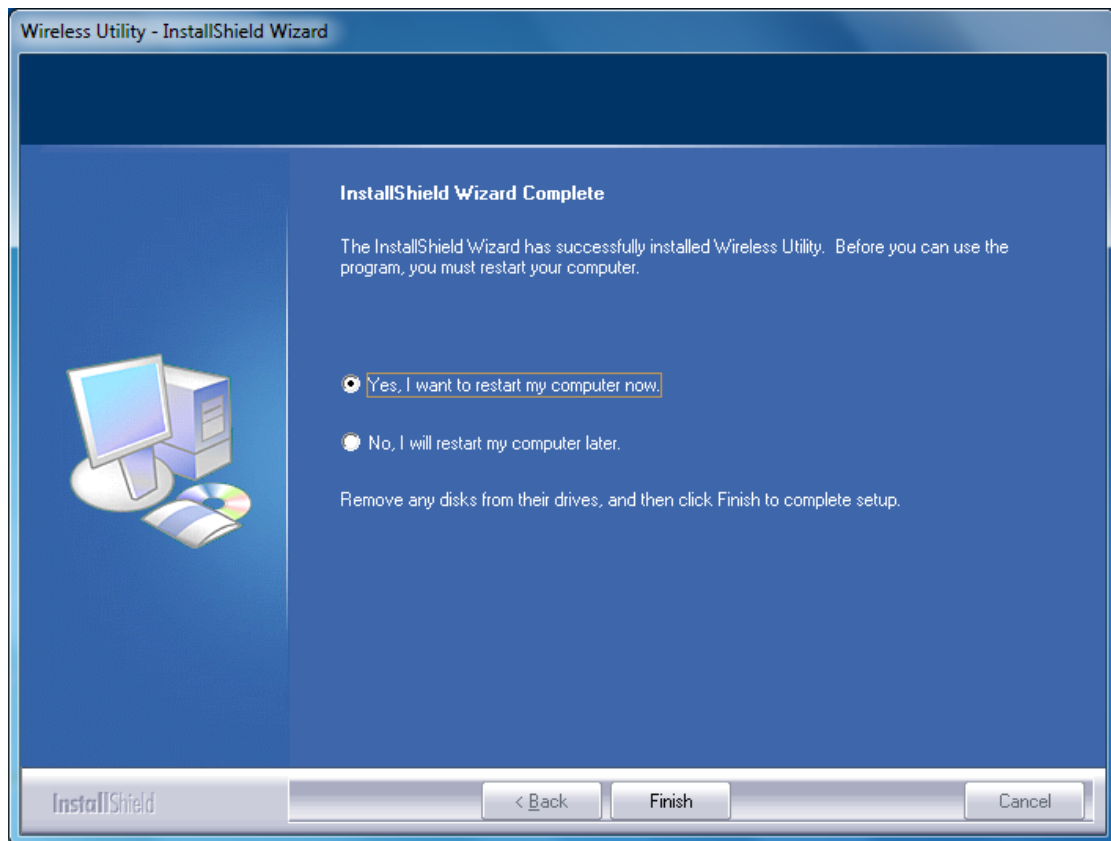 Wireless Utility - InstallShield Wizard
InstallShield Wizard Complete
The InstallShield Wizard has successfully installed Wireless Utility.  Before you can use the
program, you must restart your computer.
Yes, I want to restart my computer now.
No, I will restart my computer later.
Remove any disks from their drives, and then click Finish to complete setup.
InstallShield
< Back
Finish
Cancel